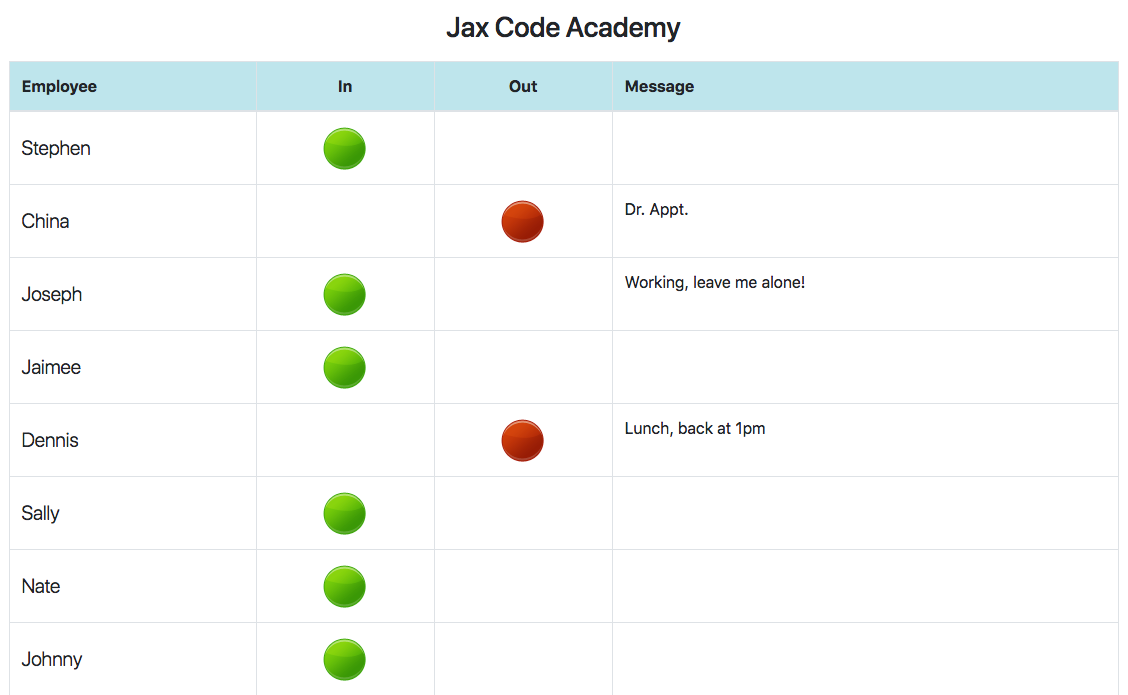 Jax Code Academy
Employee In Out Message
Stephen
China Dr. Appt.
Joseph Working, leave me alone!
Jaimee
Dennis Lunch, back at 1pm
Sally
Nate
Johnny